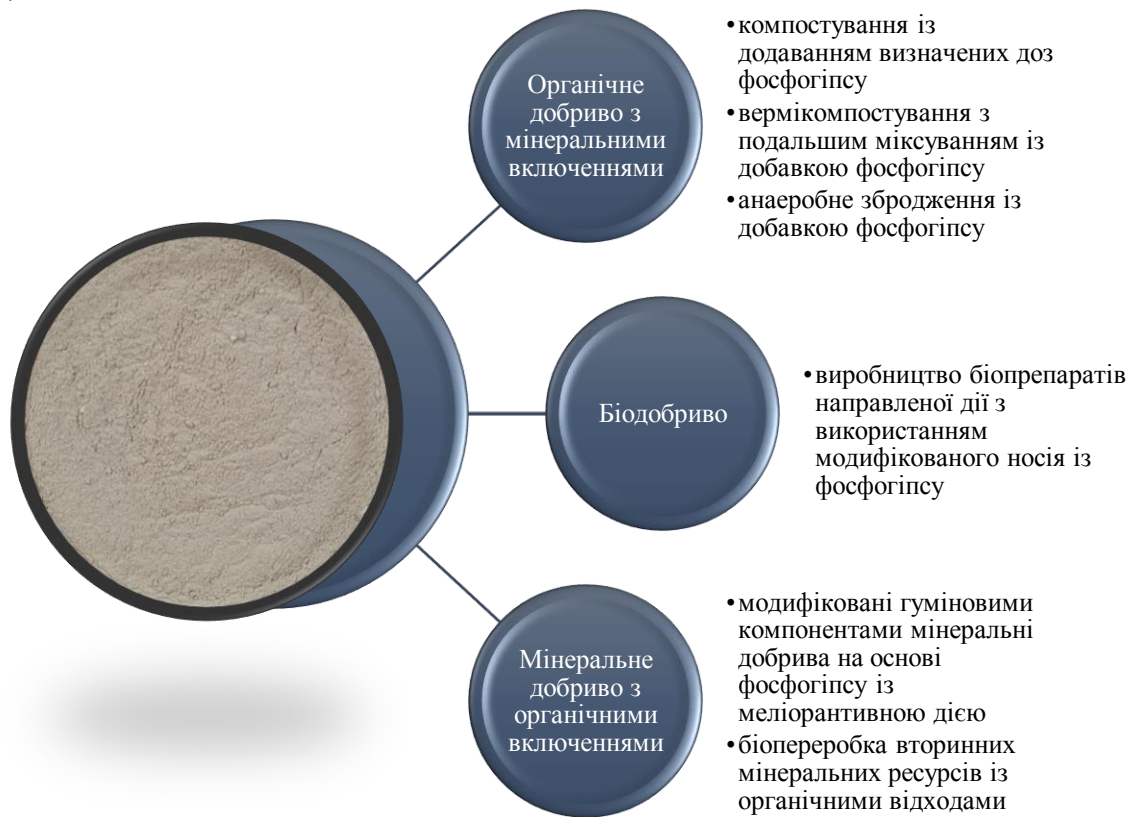 Органічне
добриво з
мінеральними
включеннями
•компостування із
додаванням визначених доз
фосфогіпсу
•вермікомпостування з
подальшим міксуванням із
добавкою фосфогіпсу
•анаеробне збродження із
добавкою фосфогіпсу
Біодобриво
•виробництво біопрепаратів
направленої дії з
використанням
модифікованого носія із
фосфогіпсу
Мінеральне
добриво з
органічними
включеннями
•модифіковані гуміновими
компонентами мінеральні
добрива на основі
фосфогіпсу із
меліорантивною дією
•біопереробка вторинних
мінеральних ресурсів із
органічними відходами